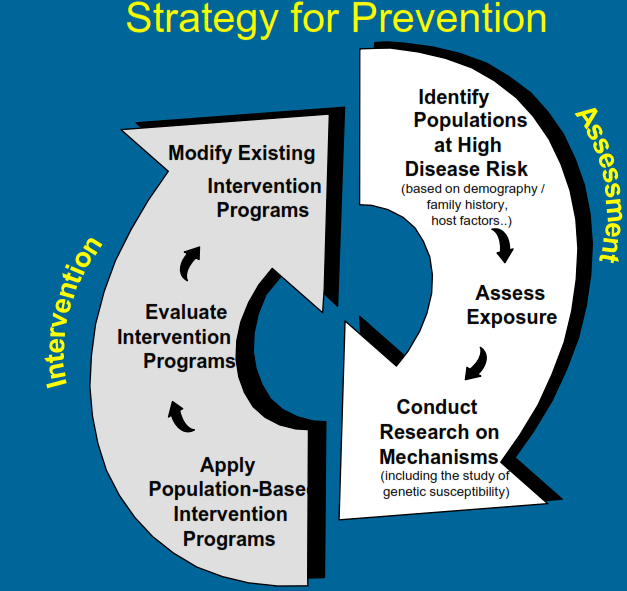 Strategy for Prevention
Assessment
Identify
Populations
at High
Disease Risk
(based on demography /
family history,
host factors..)
Assess
Exposure
Conduct
Research on
Mechanisms
(including the study of
genetic susceptibility)
Intervention
Modify Existing
Intervention
Programs
Evaluate
Intervention
Programs
Apply
Population-Base
Intervention
Programs